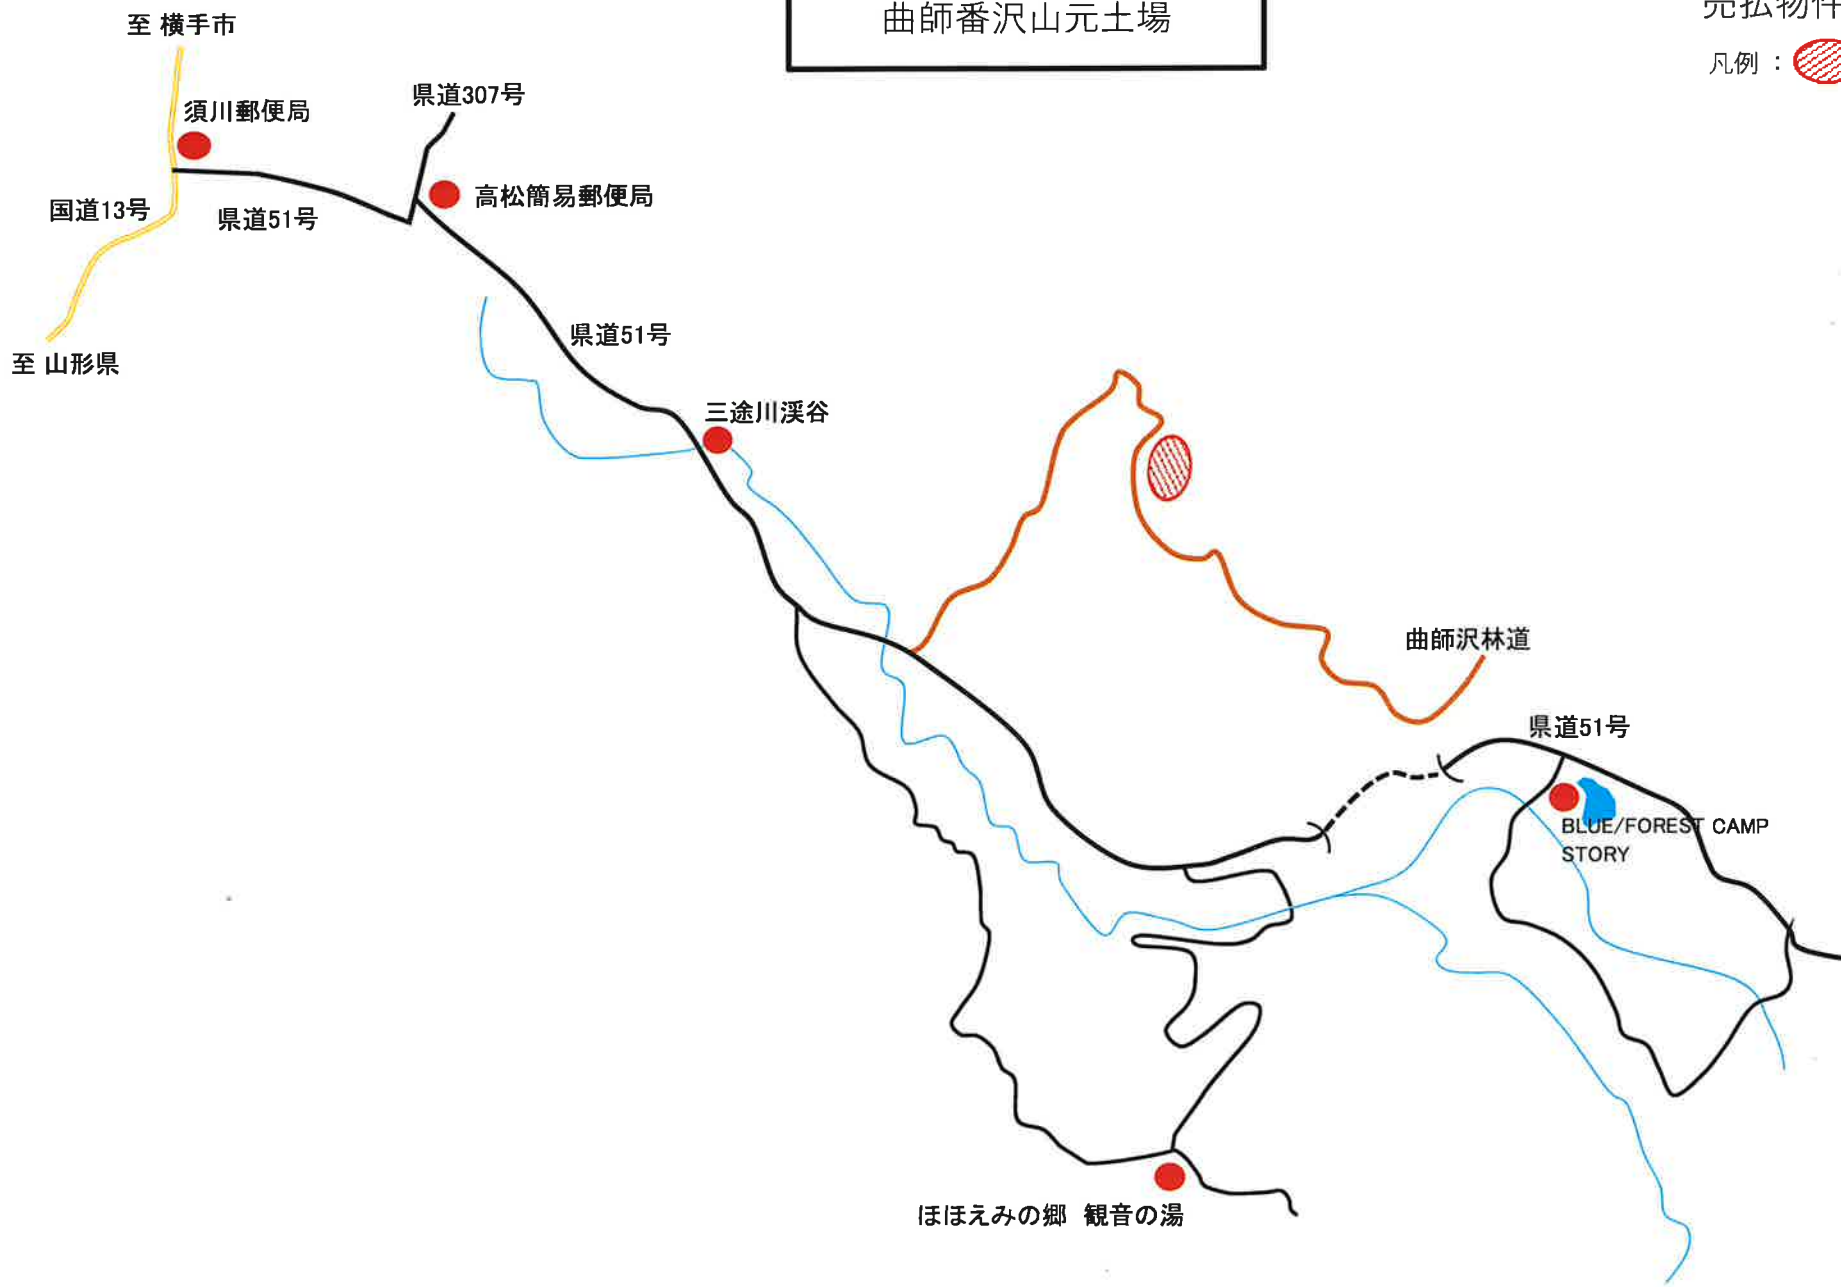 曲師番沢山元土場
売払物件
凡例：
至 横手市
県道307号
須川郵便局
高松簡易郵便局
国道13号
県道51号
県道51号
至 山形県
三途川渓谷
曲師沢林道
県道51号
BLUE/FOREST CAMP
STORY
ほほえみの郷 観音の湯